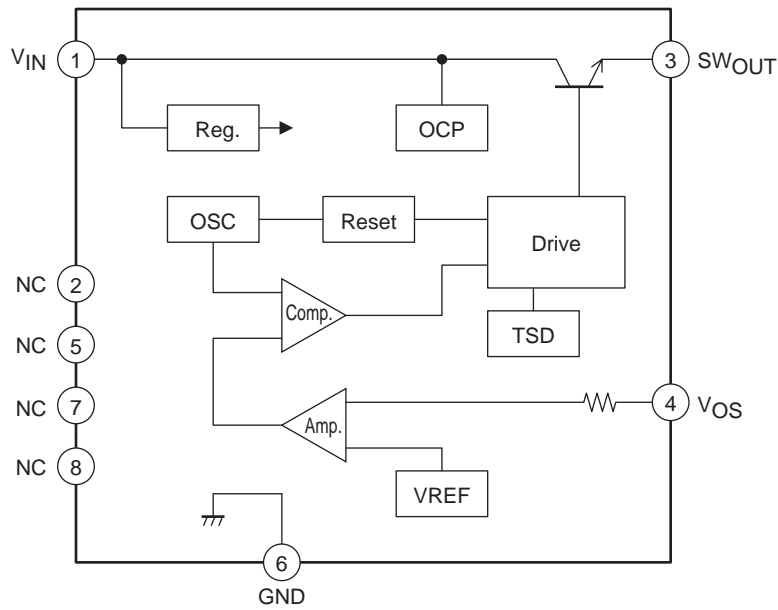 VIN 1
3 SWOUT
Reg.
OCP
OSC
Reset
Drive
NC 2
Comp.
TSD
NC 5
NC 7
Amp.
4 VOS
NC 8
VREF
6
GND